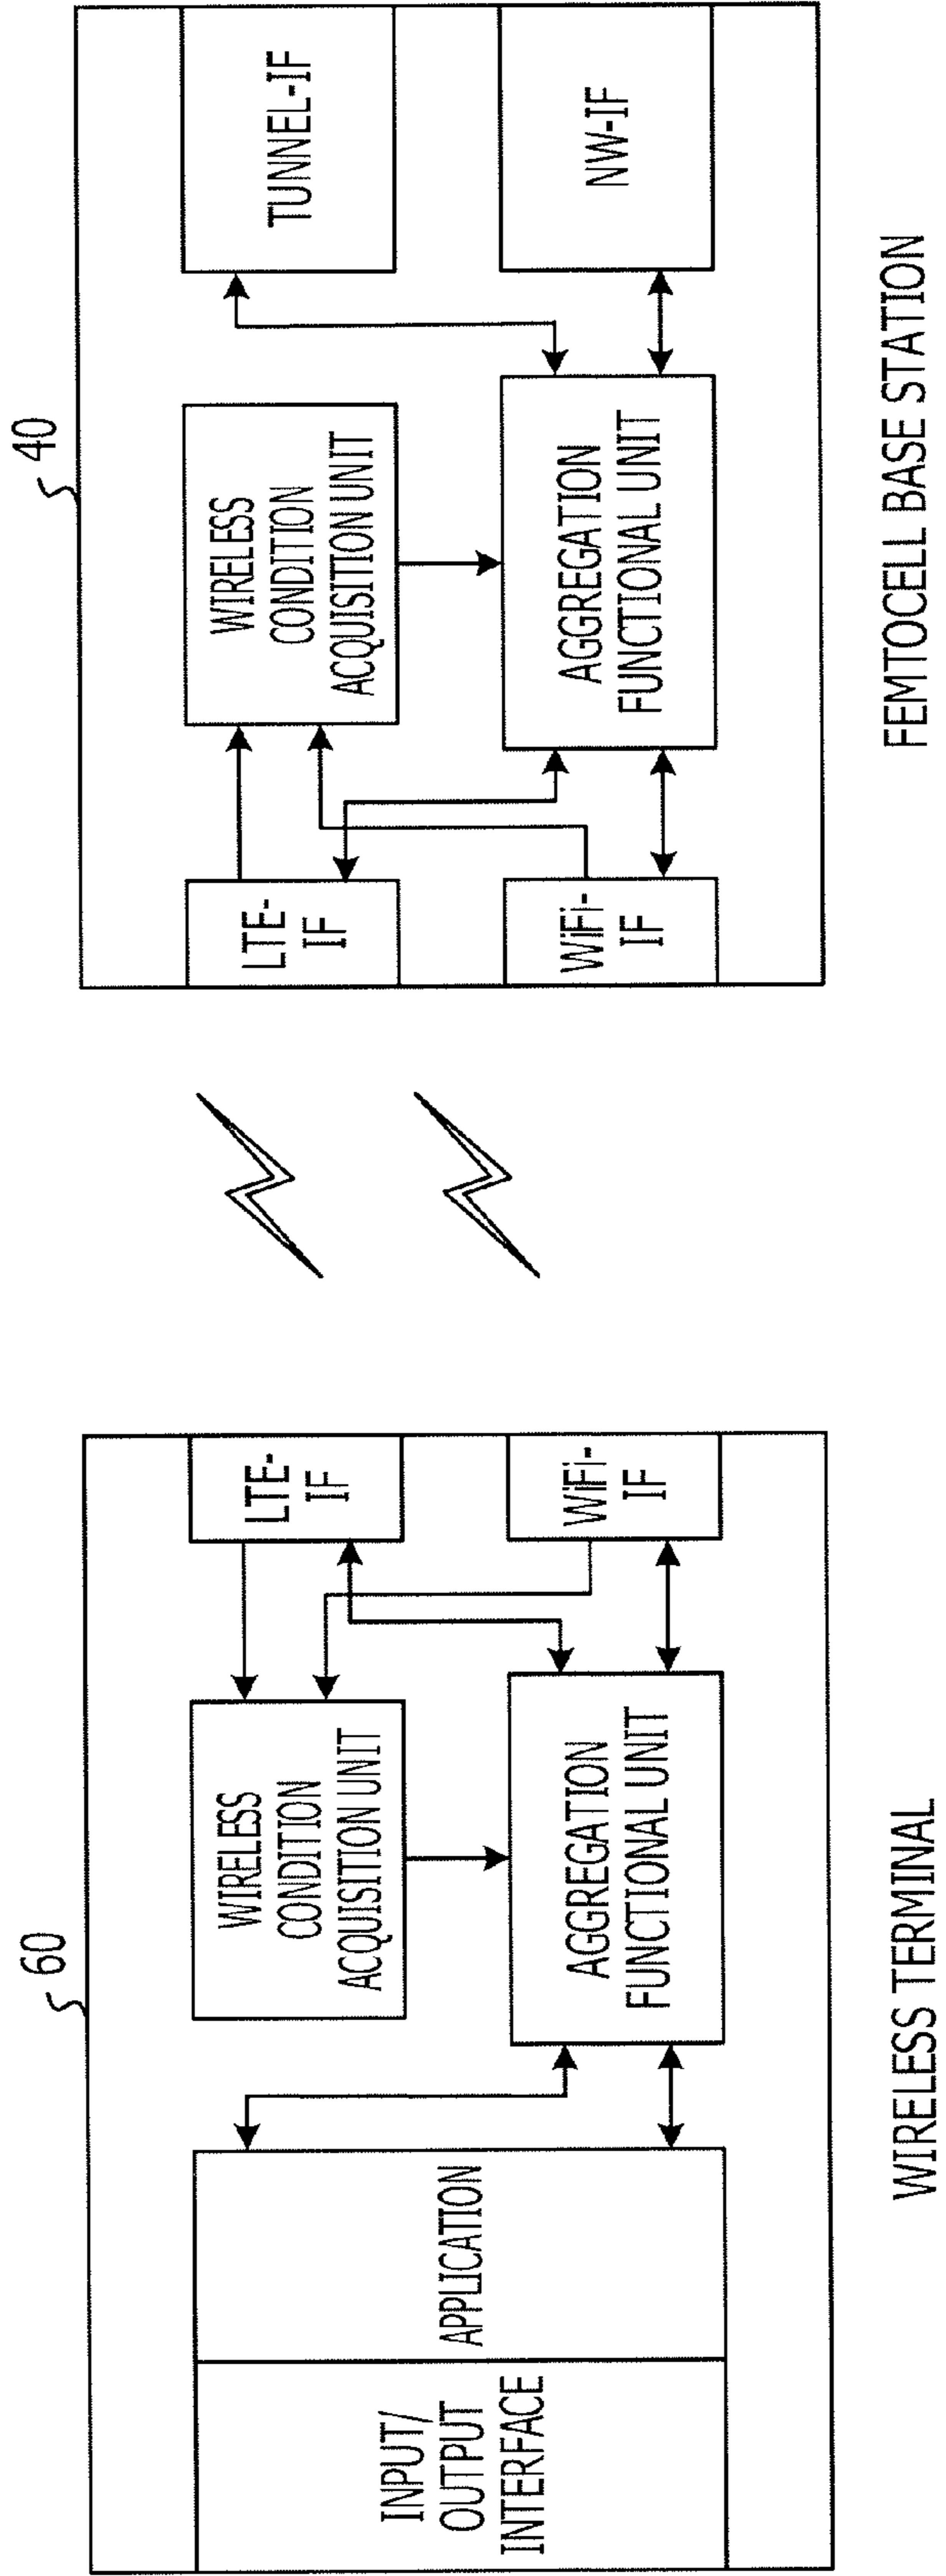 60
INPUT/
OUTPUT
INTERFACE
APPLICATION
WIRELESS
CONDITION
ACQUISITION UNIT
AGGREGATION
FUNCTIONAL UNIT
LTE-
IF
WiFi-
IF
WIRELESS TERMINAL
40
LTE-
IF
WiFi-
IF
WIRELESS
CONDITION
ACQUISITION UNIT
AGGREGATION
FUNCTIONAL UNIT
TUNNEL-IF
NW-IF
FEMTOCELL BASE STATION